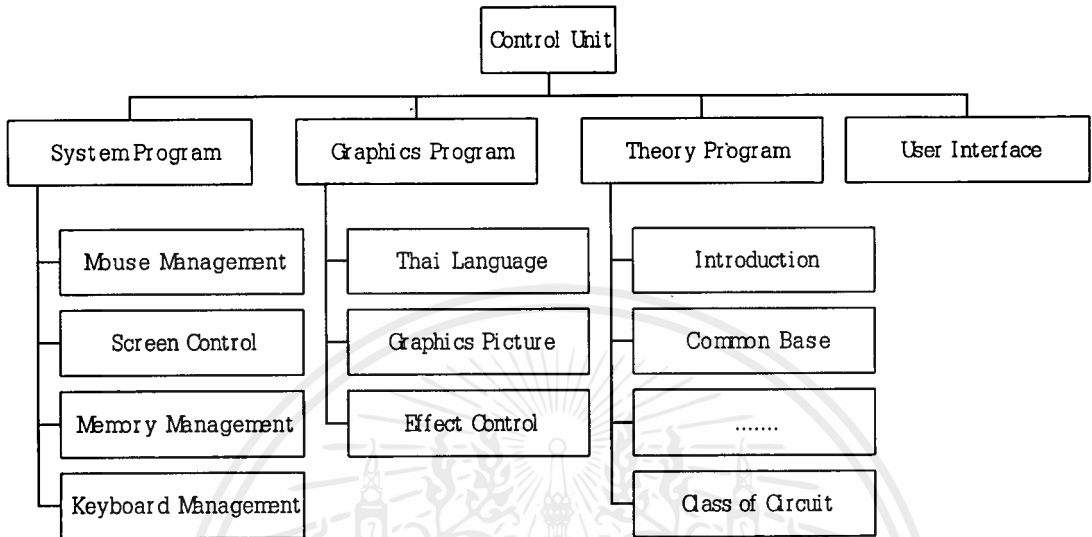 Control Unit
System Program
Graphics Program
Theory Program
User Interface
Mouse Management
Thai Language
Introduction
Screen Control
Graphics Picture
Common Base
Memory Management
Effect Control
.......
Keyboard Management
Class of Circuit